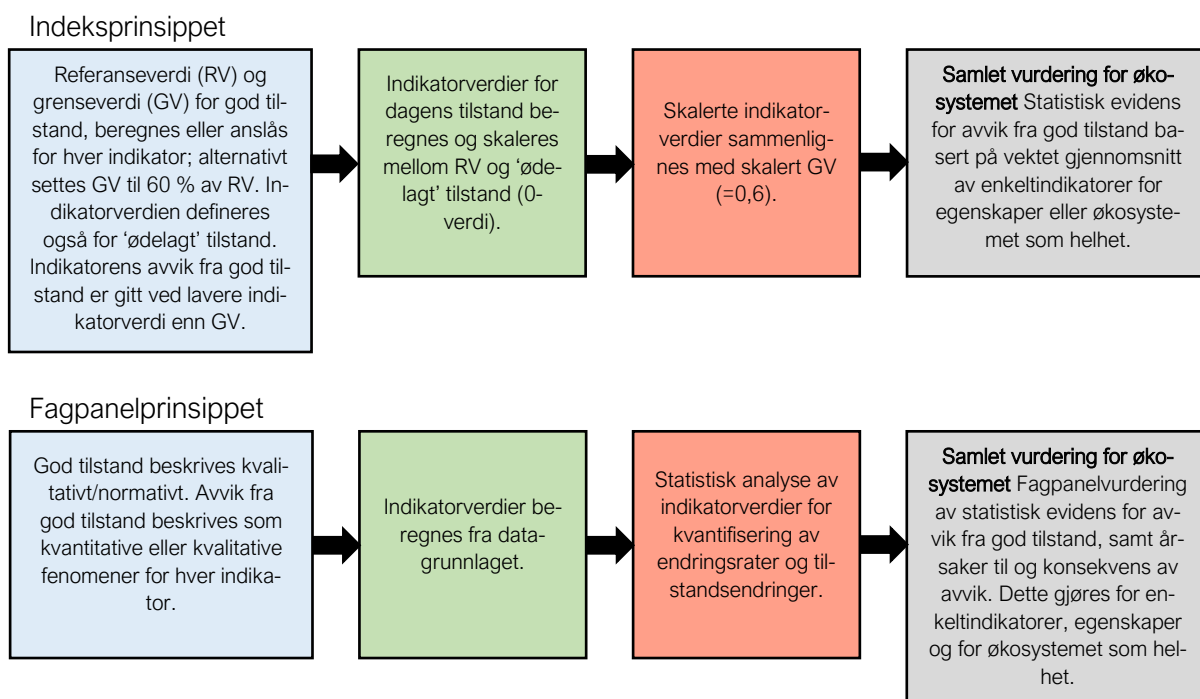 Indeksprinsippet
Referanseverdi (RV) og
grenseverdi (GV) for god til-
stand, beregnes eller anslås
for hver indikator; alternativt
settes GV til 60 % av RV. In-
dikatorverdien defineres
også for ‘ødelagt’ tilstand.
Indikatorens avvik fra god til-
stand er gitt ved lavere indi-
katorverdi enn GV.
Indikatorverdier for
dagens tilstand be-
regnes og skaleres
mellom RV og ‘øde-
lagt’ tilstand (0-
verdi).
Skalerte indikator-
verdier sammenlig-
nes med skalert GV
(=0,6).
Samlet vurdering for øko-
systemet Statistisk evidens
for avvik fra god tilstand ba-
sert på vektet gjennomsnitt
av enkeltindikatorer for
egenskaper eller økosyste-
met som helhet.
Fagpanelprinsippet
God tilstand beskrives kvali-
tativt/normativt. Avvik fra
god tilstand beskrives som
kvantitative eller kvalitative
fenomener for hver indika-
tor.
Indikatorverdier be-
regnes fra data-
grunnlaget.
Statistisk analyse av
indikatorverdier for
kvantifisering av
endringsrater og til-
standsendringer.
Samlet vurdering for øko-
systemet Fagpanelvurdering
av statistisk evidens for av-
vik fra god tilstand, samt år-
saker til og konsekvens av
avvik. Dette gjøres for en-
keltindikatorer, egenskaper
og for økosystemet som hel-
het.